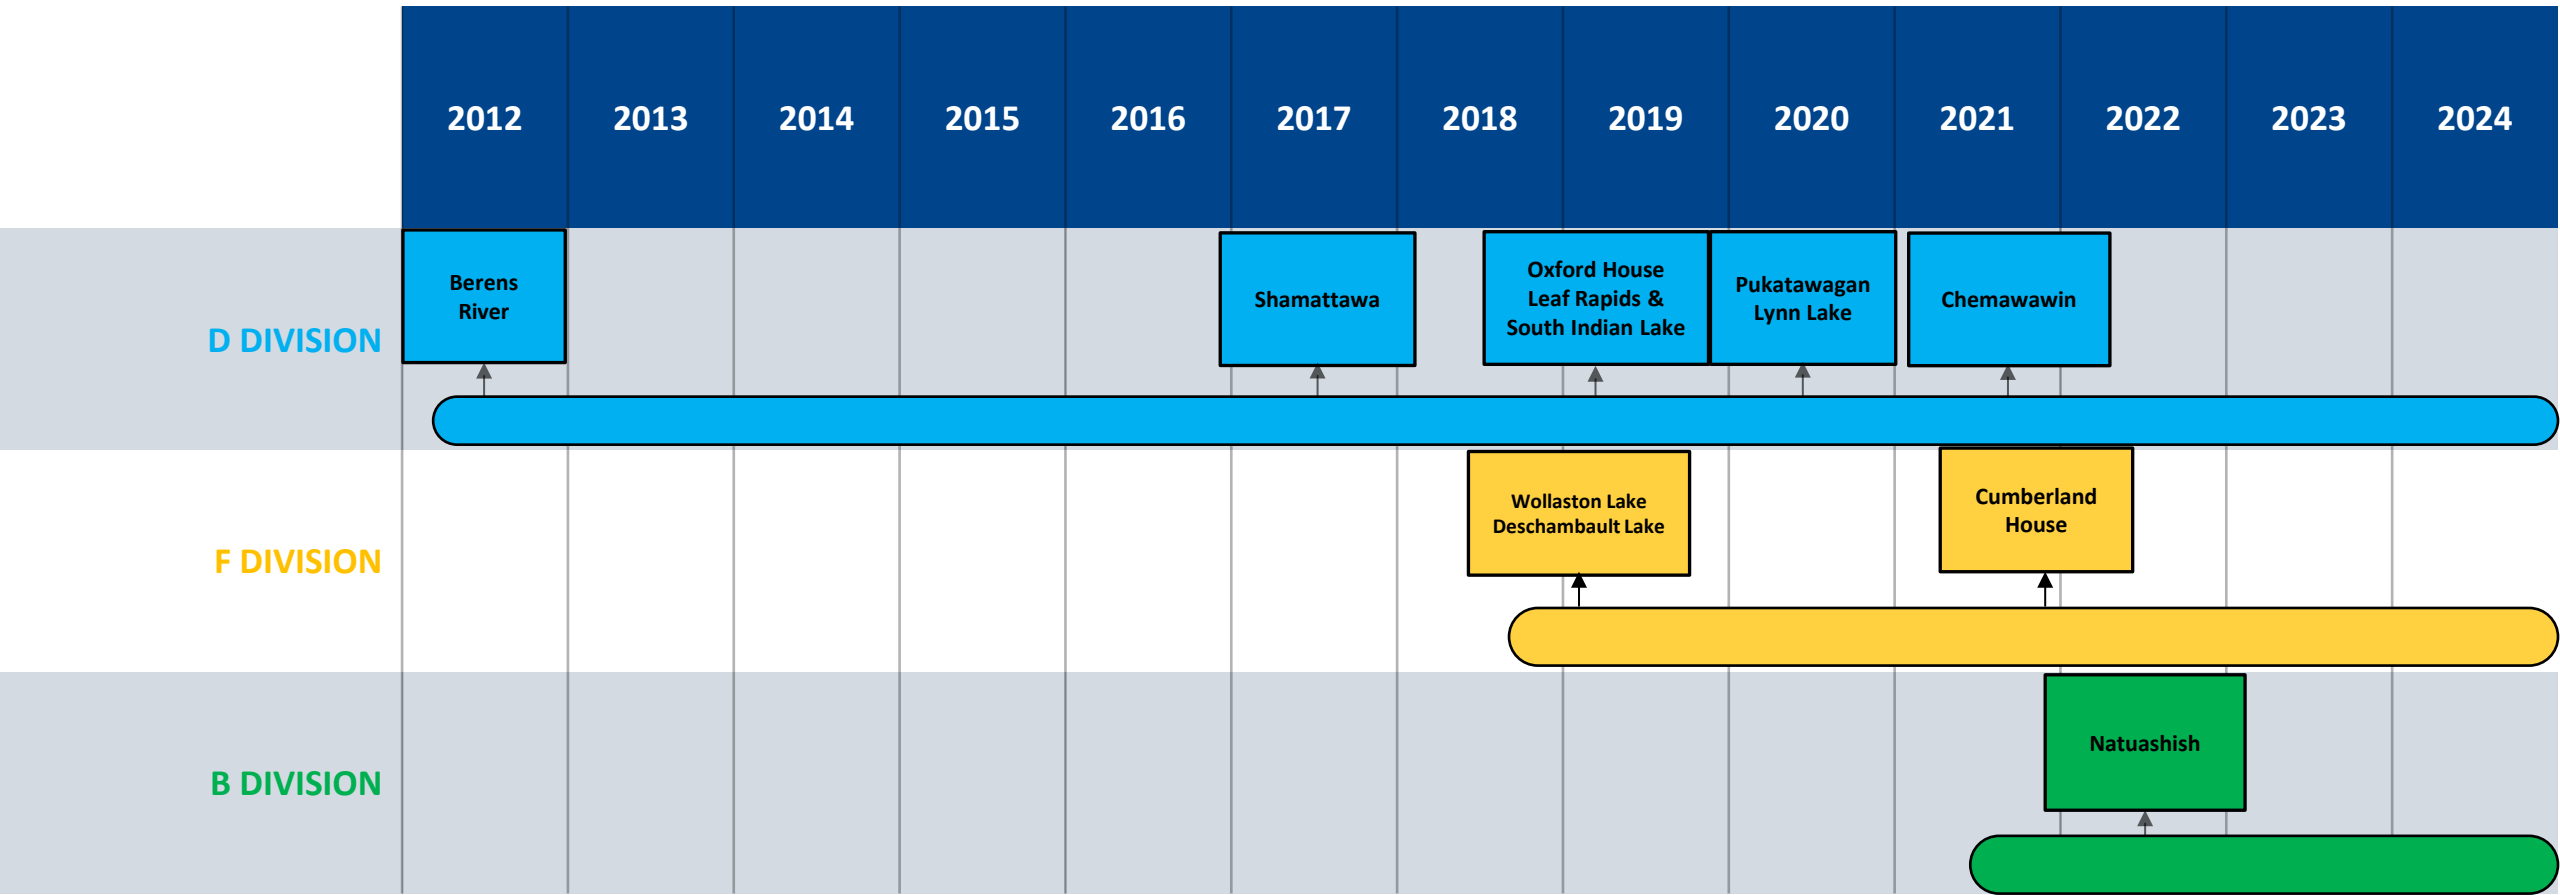 2012
2013
2014
2015
2016
2017
2018
2019
2020
2021
2022
2023
2024
D DIVISION
Berens
River
Shamattawa
Oxford House
Leaf Rapids &
South Indian Lake
Pukatawagan
Lynn Lake
Chemawawin
F DIVISION
Wollaston Lake
Deschambault Lake
Cumberland
House
B DIVISION
Natuashish